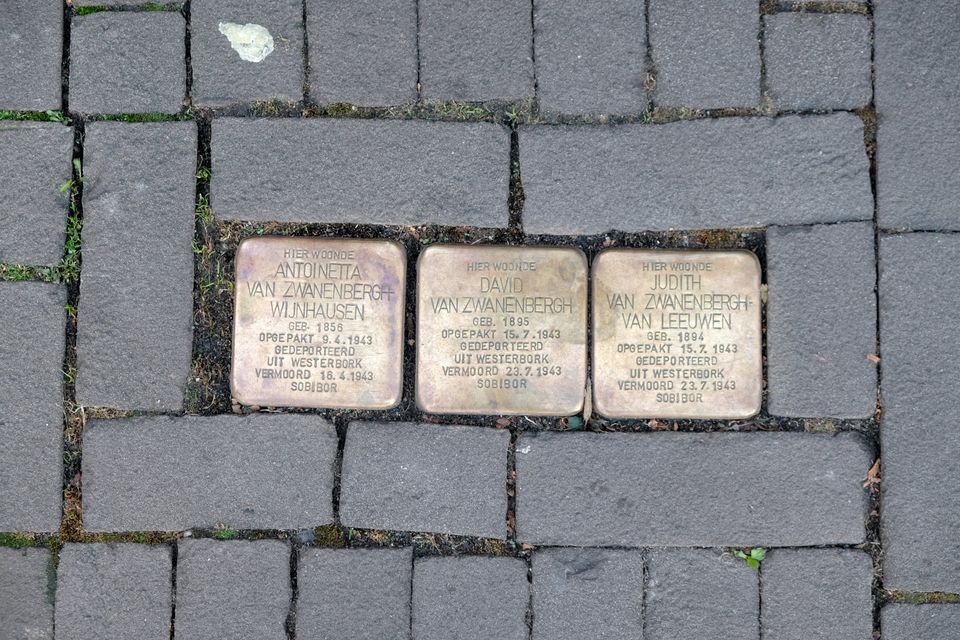 HIER WOONDE
ANTOINETTA
VAN ZWANENBERGH-
WIJNHAUSEN
GEB. 1856
OPGEPAKT 9.4.1943
GEDEPORTEERD
UIT WESTERBORK
VERMOORD 16.4.1943
SOBIBOR
HIER WOONDE
DAVID
VAN ZWANENBERGH
GEB. 1895
OPGEPAKT 15.7.1943
GEDEPORTEERD
UIT WESTERBORK
VERMOORD 23.7.1943
SOBIBOR
HIER WOONDE
JUDITH
VAN ZWANENBERGH-
VAN LEEUWEN
GEB. 1894
OPGEPAKT 15.7.1943
GEDEPORTEERD
UIT WESTERBORK
VERMOORD 23.7.1943
SOBIBOR